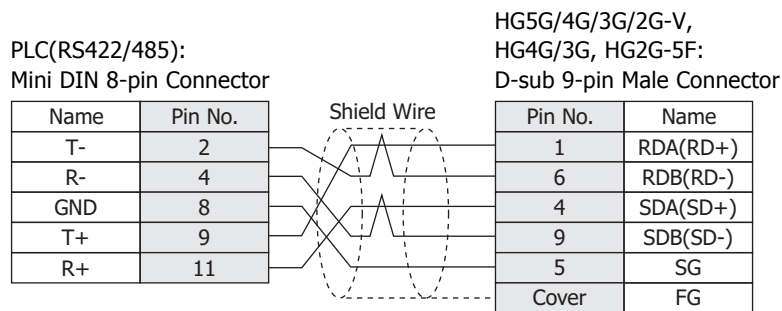 HG5G/4G/3G/2G-V,
PLC(RS422/485):
HG4G/3G, HG2G-5F:
Mini DIN 8-pin Connector
D-sub 9-pin Male Connector
Name Pin No. Shield Wire Pin No. Name
T- 2 1 RDA(RD+)
R- 4 6 RDB(RD-)
GND 8 4 SDA(SD+)
T+ 9 9 SDB(SD-)
R+ 11 5 SG
Cover FG